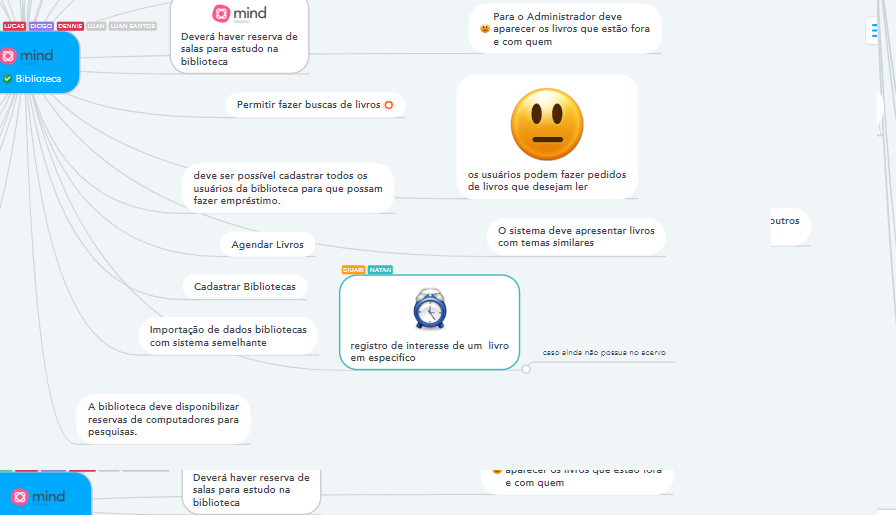 LUCAS DIOGO DENNIS LUAN LUAN SANTOS
mind
Biblioteca
mind
Deverá haver reserva de
salas para estudo na
biblioteca
Para o Administrador deve
aparecer os livros que estão fora
e com quem
Permitir fazer buscas de livros
os usuários podem fazer pedidos
de livros que desejam ler
deve ser possível cadastrar todos os
usuários da biblioteca para que possam
fazer empréstimo.
outros
Agendar Livros
O sistema deve apresentar livros
com temas similares
Cadastrar Bibliotecas
DIUARI NATAN
registro de interesse de um livro
em especifico
caso ainda não possua no acervo
Importação de dados bibliotecas
com sistema semelhante
A biblioteca deve disponibilizar
reservas de computadores para
pesquisas.
mind
Deverá haver reserva de
salas para estudo na
biblioteca
aparecer os livros que estão fora
e com quem